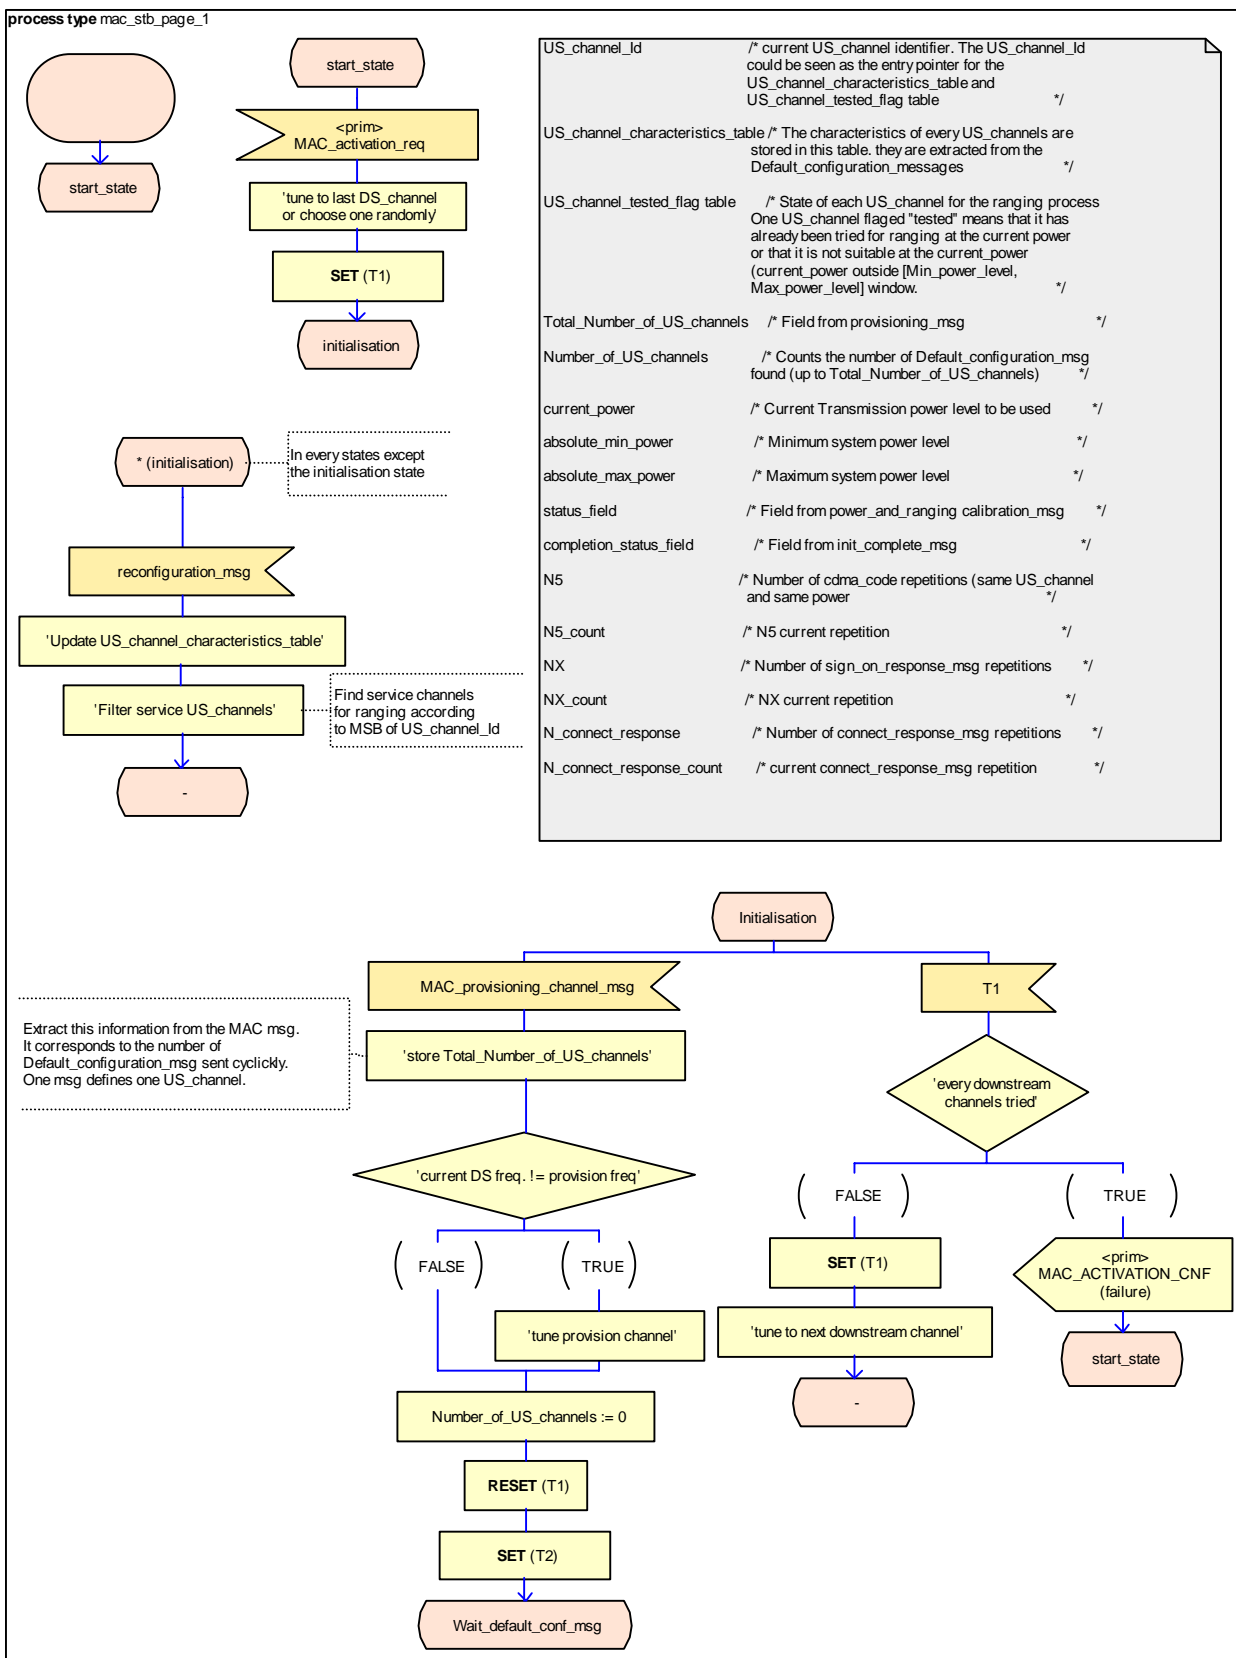 process type mac_stb_page_1
start_state
start_state
<prim>
MAC_activation_req
'tune to last DS_channel
or choose one randomly'
SET (T1)
initialisation
* (initialisation)
In every states except
the initialisation state
reconfiguration_msg
'Update US_channel_characteristics_table'
'Filter service US_channels'
Find service channels
for ranging according
to MSB of US_channel_Id
-
US_channel_Id /* current US_channel identifier. The US_channel_Id
could be seen as the entry pointer for the
US_channel_characteristics_table and
US_channel_tested_flag table */
US_channel_characteristics_table /* The characteristics of every US_channels are
stored in this table. they are extracted from the
Default_configuration_messages */
US_channel_tested_flag table /* State of each US_channel for the ranging process
One US_channel flaged "tested" means that it has
already been tried for ranging at the current power
or that it is not suitable at the current_power
(current_power outside [Min_power_level,
Max_power_level] window. */
Total_Number_of_US_channels /* Field from provisioning_msg */
Number_of_US_channels /* Counts the number of Default_configuration_msg
found (up to Total_Number_of_US_channels) */
current_power /* Current Transmission power level to be used */
absolute_min_power /* Minimum system power level */
absolute_max_power /* Maximum system power level */
status_field /* Field from power_and_ranging calibration_msg */
completion_status_field /* Field from init_complete_msg */
N5 /* Number of cdma_code repetitions (same US_channel
and same power */
N5_count /* N5 current repetition */
NX /* Number of sign_on_response_msg repetitions */
NX_count /* NX current repetition */
N_connect_response /* Number of connect_response_msg repetitions */
N_connect_response_count /* current connect_response_msg repetition */
Initialisation
MAC_provisioning_channel_msg
T1
Extract this information from the MAC msg.
It corresponds to the number of
Default_configuration_msg sent cyclickly.
One msg defines one US_channel.
'store Total_Number_of_US_channels'
'every downstream
channels tried'
'current DS freq. != provision freq'
( FALSE )
( TRUE )
( FALSE )
( TRUE )
SET (T1)
<prim>
MAC_ACTIVATION_CNF
(failure)
'tune provision channel'
'tune to next downstream channel'
start_state
-
Number_of_US_channels := 0
RESET (T1)
SET (T2)
Wait_default_conf_msg